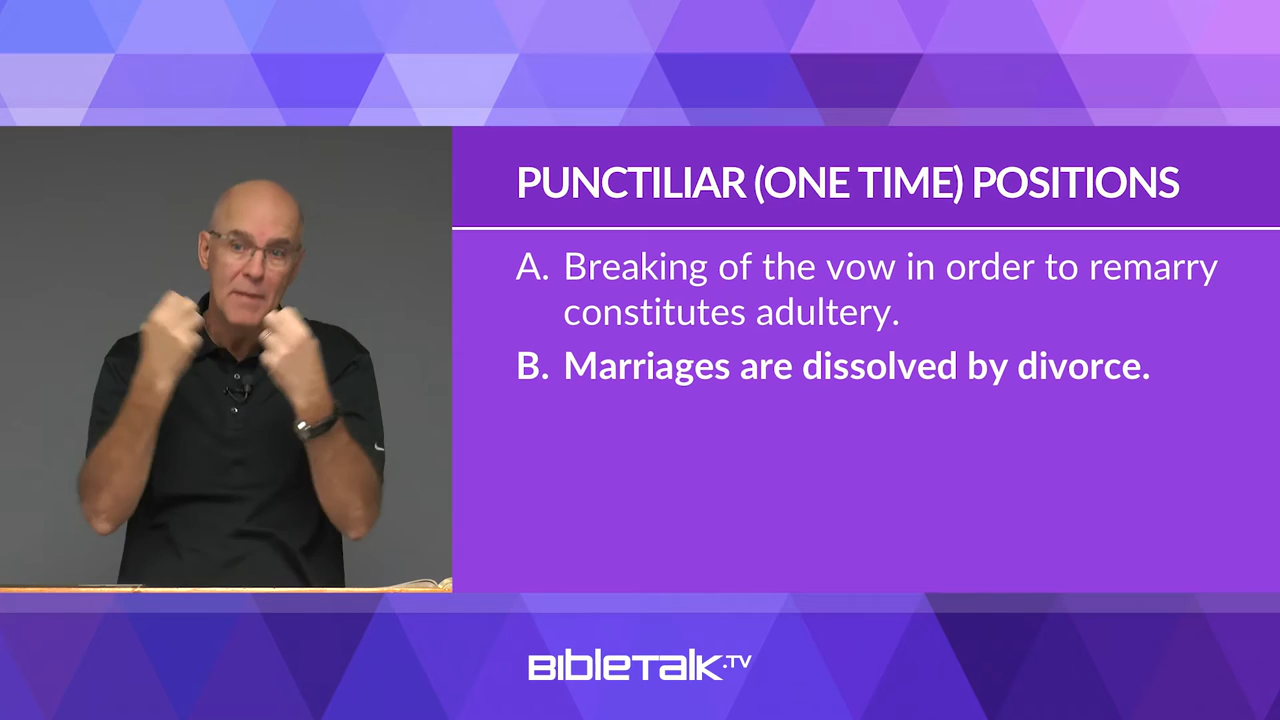 PUNCTILIAR (ONE TIME) POSITIONS
A. Breaking of the vow in order to remarry
constitutes adultery.
B. Marriages are dissolved by divorce.
BIBLETALK.TV